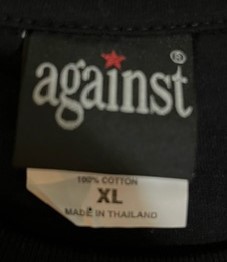 against®
100% COTTON
XL
MADE IN THAILAND